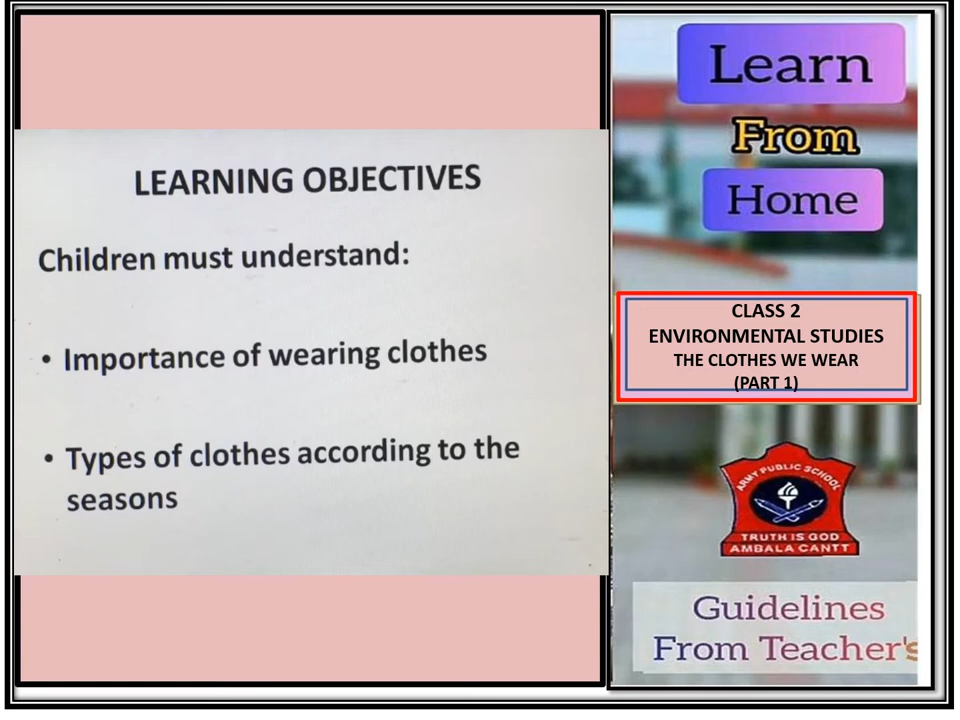 LEARNING OBJECTIVES
Children must understand:
• Importance of wearing clothes
• Types of clothes according to the
seasons
Learn
From
Home
CLASS 2
ENVIRONMENTAL STUDIES
THE CLOTHES WE WEAR
(PART 1)
ARMY PUBLIC SCHOOL
TRUTH IS GOD
AMBALA CANTT
Guidelines
From Teacher's